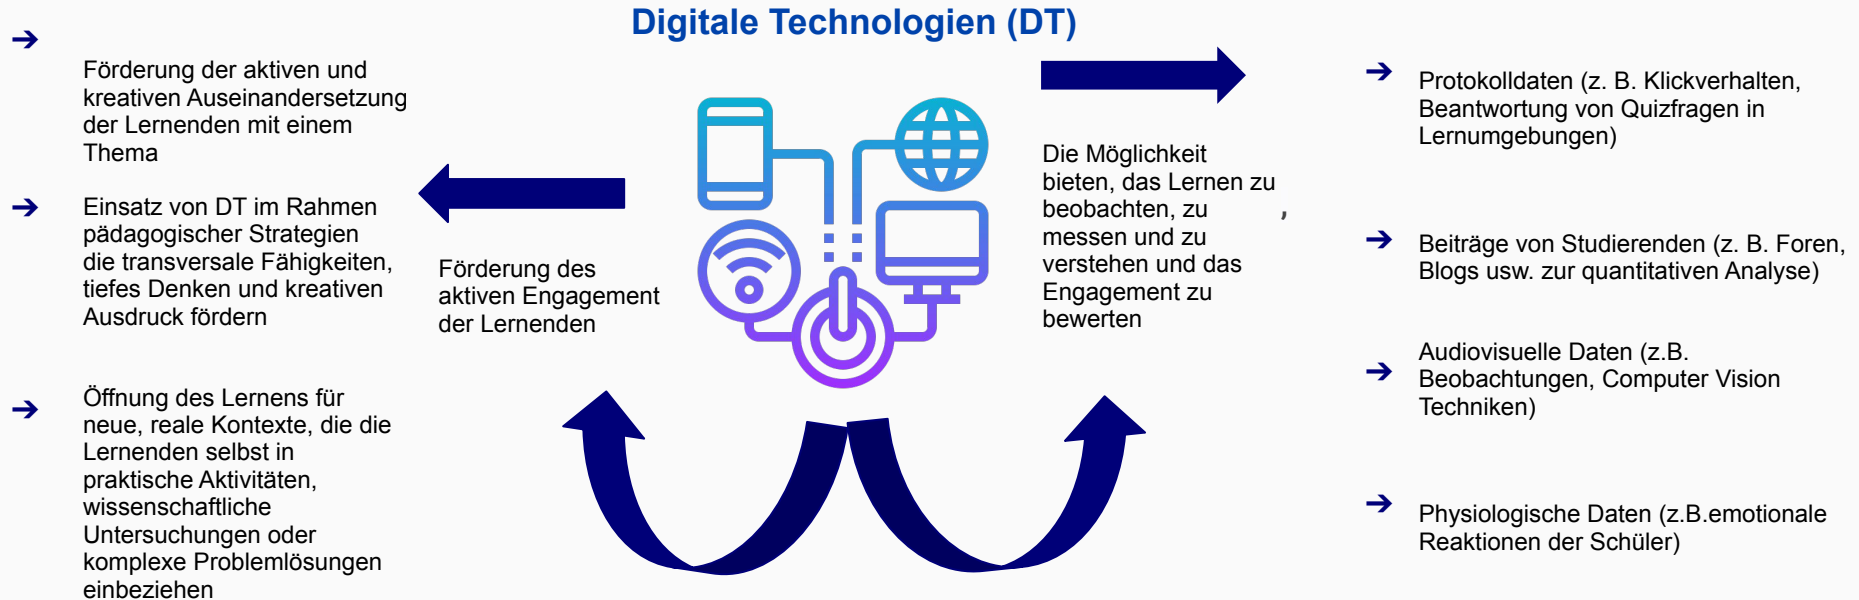 Digitale Technologien (DT)
Förderung der aktiven und
kreativen Auseinandersetzung
der Lernenden mit einem
Thema
Einsatz von DT im Rahmen
pädagogischer Strategien
die transversale Fähigkeiten,
tiefes Denken und kreativen
Ausdruck fördern
Öffnung des Lernens für
neue, reale Kontexte, die die
Lernenden selbst in
praktische Aktivitäten,
wissenschaftliche
Untersuchungen oder
komplexe Problemlösungen
einbeziehen
Förderung des
aktiven Engagement
der Lernenden
Die Möglichkeit
bieten, das Lernen zu
beobachten, zu ,
messen und zu
verstehen und das
Engagement zu
bewerten
Protokolldaten (z. B. Klickverhalten,
Beantwortung von Quizfragen in
Lernumgebungen)
Beiträge von Studierenden (z. B. Foren,
Blogs usw. zur quantitativen Analyse)
Audiovisuelle Daten (z.B.
Beobachtungen, Computer Vision
Techniken)
Physiologische Daten (z.B.emotionale
Reaktionen der Schüler)